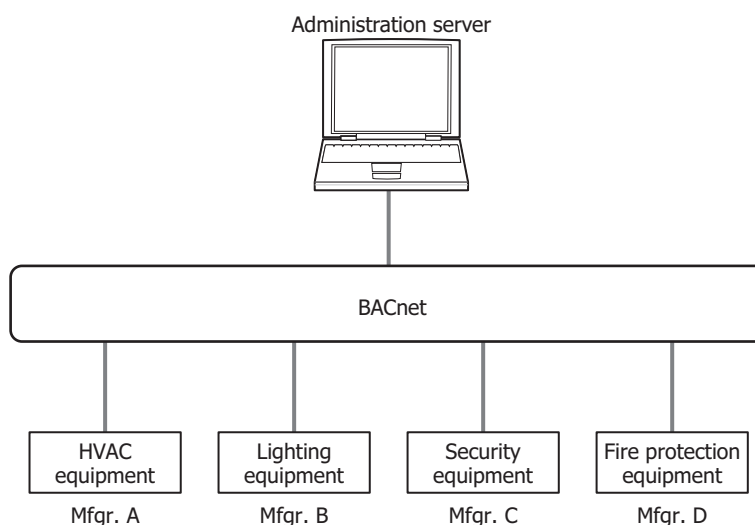 Administration server
BACnet
HVAC
equipment
Lighting
equipment
Security
equipment
Fire protection
equipment
Mfgr. A
Mfgr. B
Mfgr. C
Mfgr. D